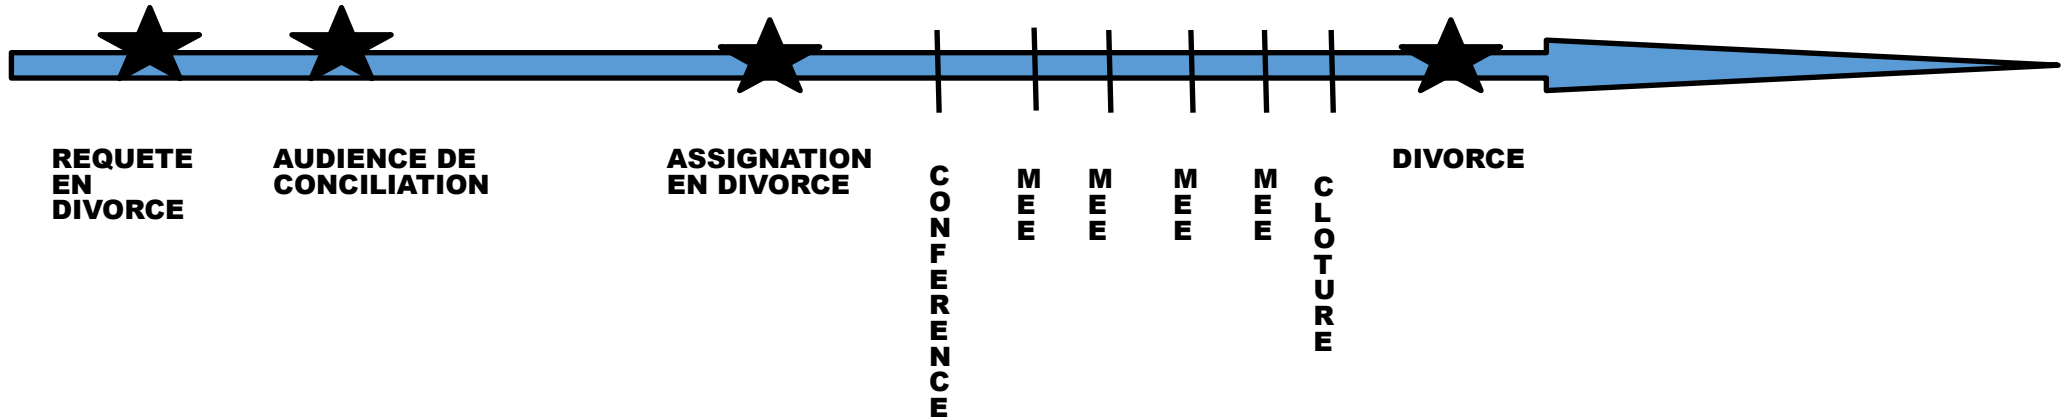 REQUETE
EN
DIVORCE
AUDIENCE DE
CONCILIATION
ASSIGNATION
EN DIVORCE
CONFERENCE
MEE
MEE
MEE
MEE
CLOTURE
DIVORCE